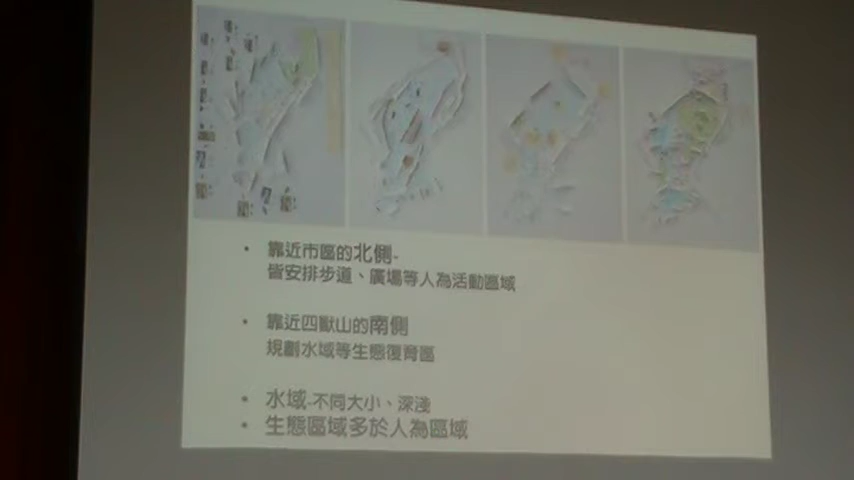 • 靠近市區的北側-
皆安排步道、廣場等人為活動區域
• 靠近四獸山的南側
規劃水域等生態復育區
• 水域-不同大小、深淺
• 生態區域多於人為區域